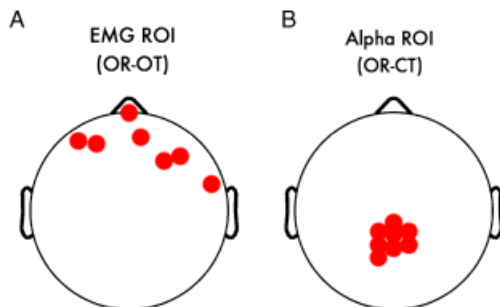 A
EMG ROI
(OR-OT)
B
Alpha ROI
(OR-CT)